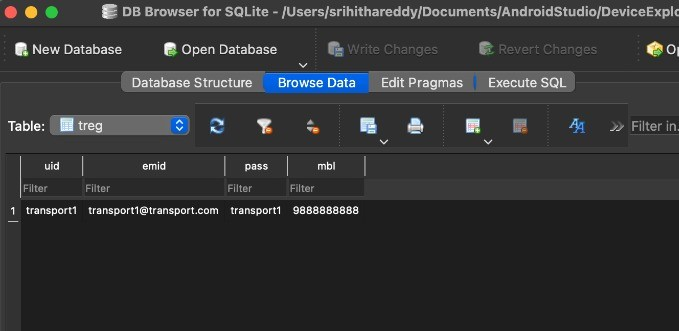 DB Browser for SQLite - /Users/srihithareddy/Documents/AndroidStudio/DeviceExplo
New Database Open Database Write Changes Revert Changes Op
Database Structure Browse Data Edit Pragmas Execute SQL
Table: treg Filter in
uid emid pass mbl
Filter Filter Filter Filter
1 transport1 transport1@transport.com transport1 9888888888